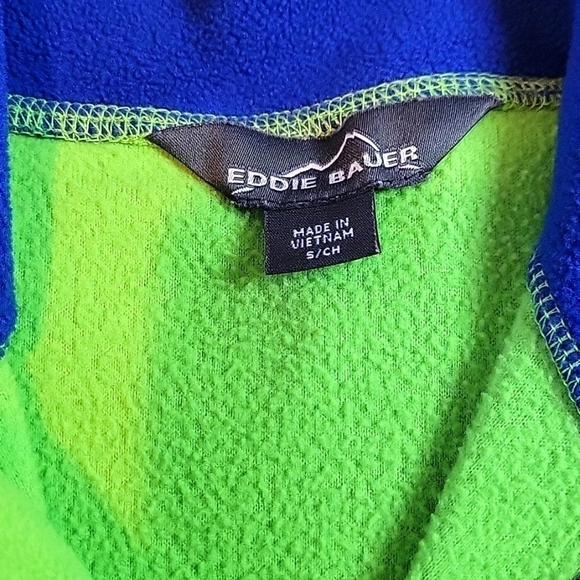 EDDIE BAUER
MADE IN
VIETNAM
S/CH